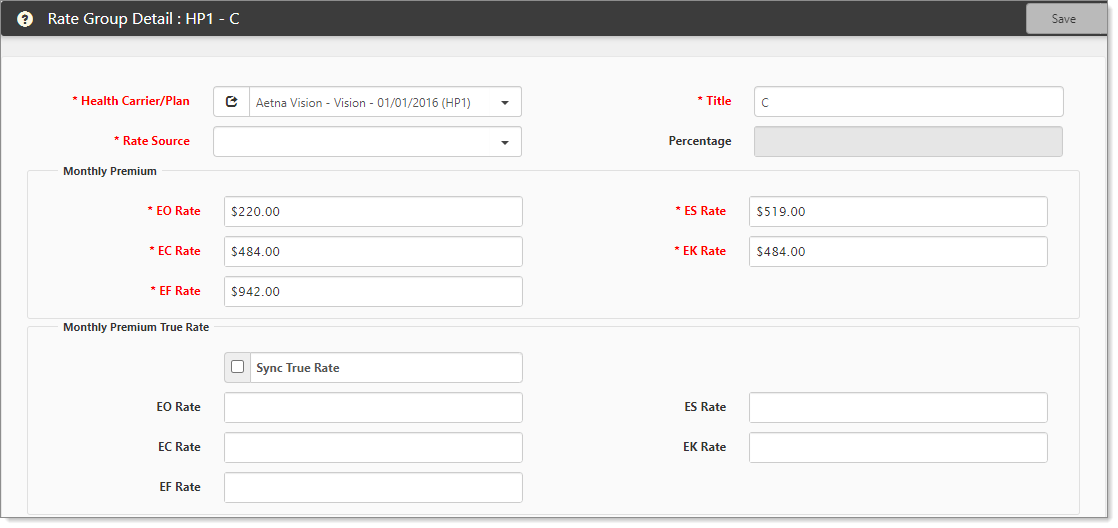 ? Rate Group Detail : HP1 - C Save
* Health Carrier/Plan Aetna Vision - Vision - 01/01/2016 (HP1) * Title C
* Rate Source Percentage
Monthly Premium
* EO Rate $220.00 * ES Rate $519.00
* EC Rate $484.00 * EK Rate $484.00
* EF Rate $942.00
Monthly Premium True Rate
Sync True Rate
EO Rate ES Rate
EC Rate EK Rate
EF Rate